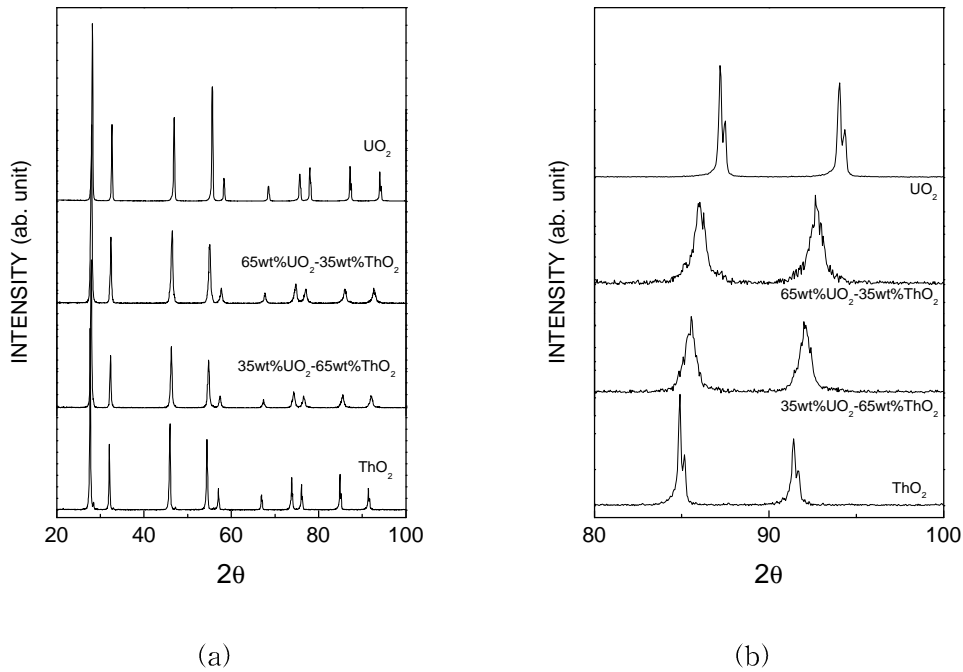 INTENSITY (ab. unit)
UO₂
65wt%UO₂-35wt%ThO₂
35wt%UO₂-65wt%ThO₂
ThO₂
20 40 60 80 100
2θ
(a)
INTENSITY (ab. unit)
UO₂
65wt%UO₂-35wt%ThO₂
35wt%UO₂-65wt%ThO₂
ThO₂
80 90 100
2θ
(b)